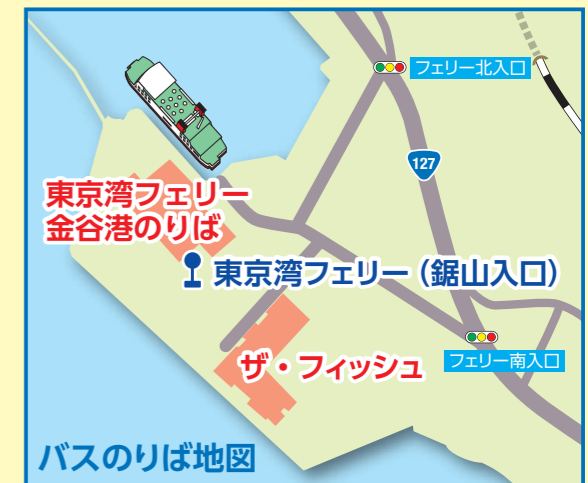 フェリー北入口
127
東京湾フェリー
金谷港のりば
東京湾フェリー（鋸山入口）
ザ・フィッシュ
フェリー南入口
バスのりば地図